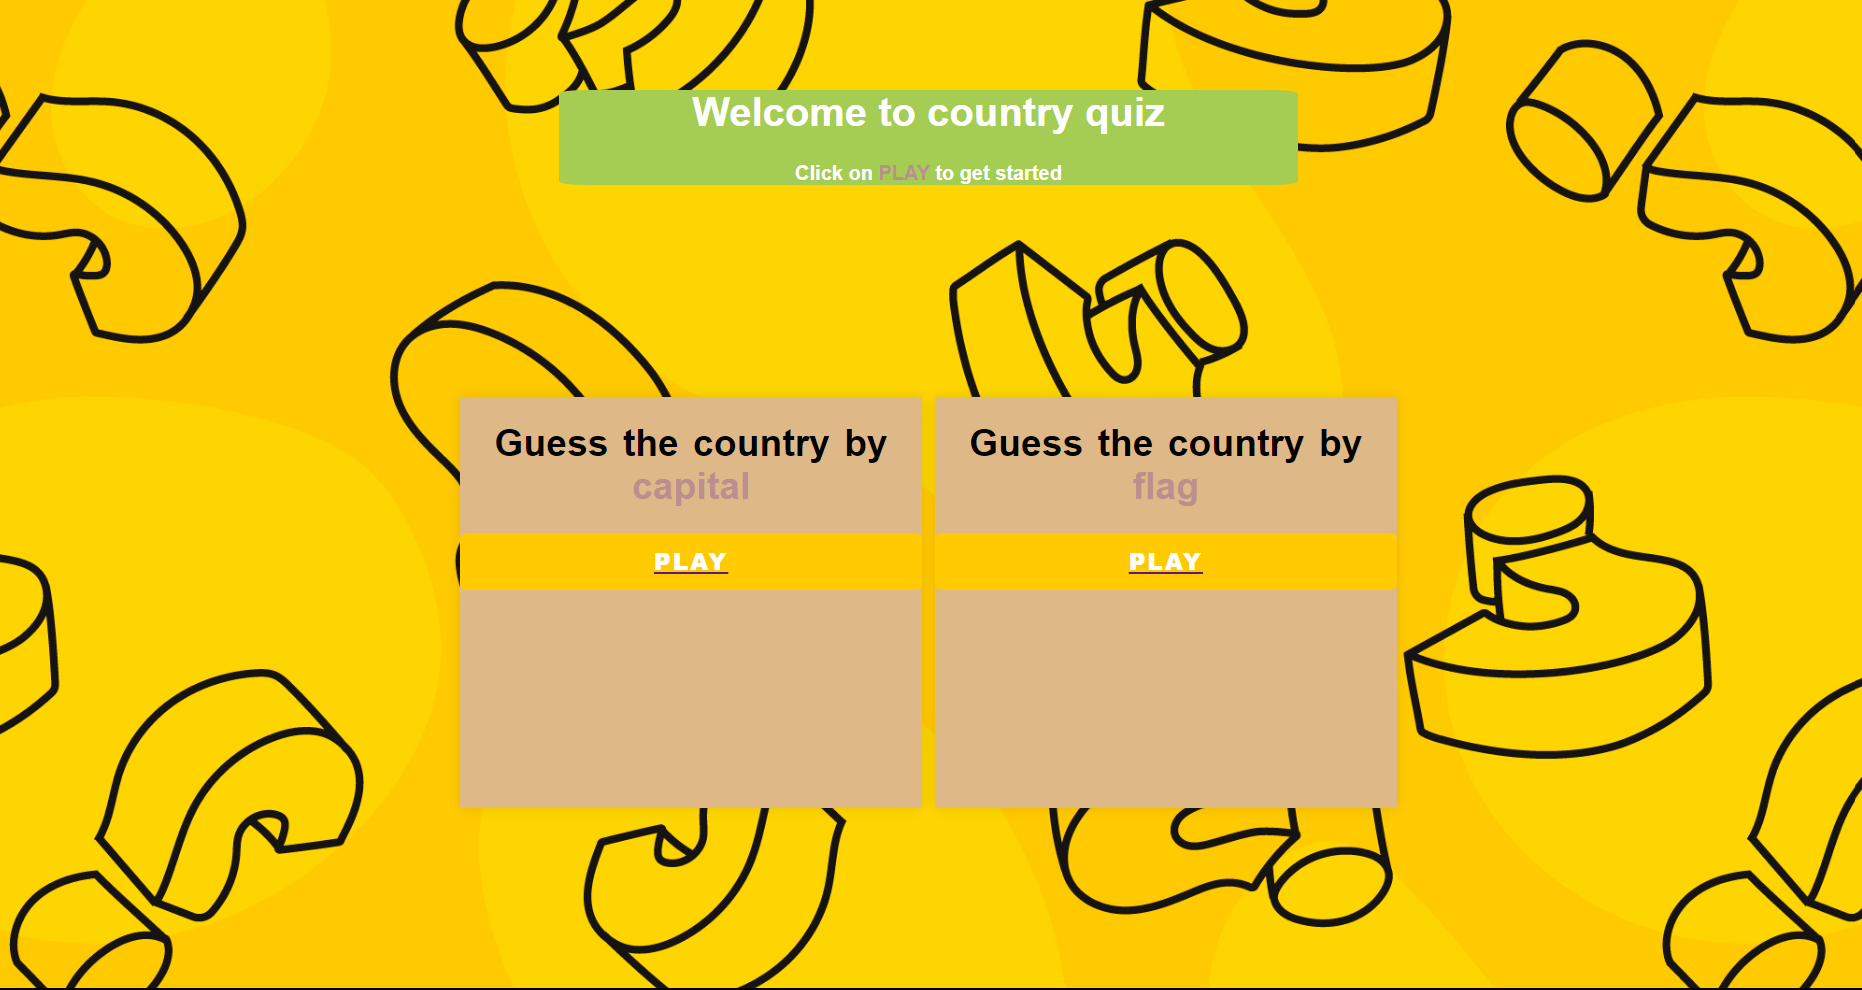 Welcome to country quiz
Click on PLAY to get started
Guess the country by
capital
PLAY
Guess the country by
flag
PLAY